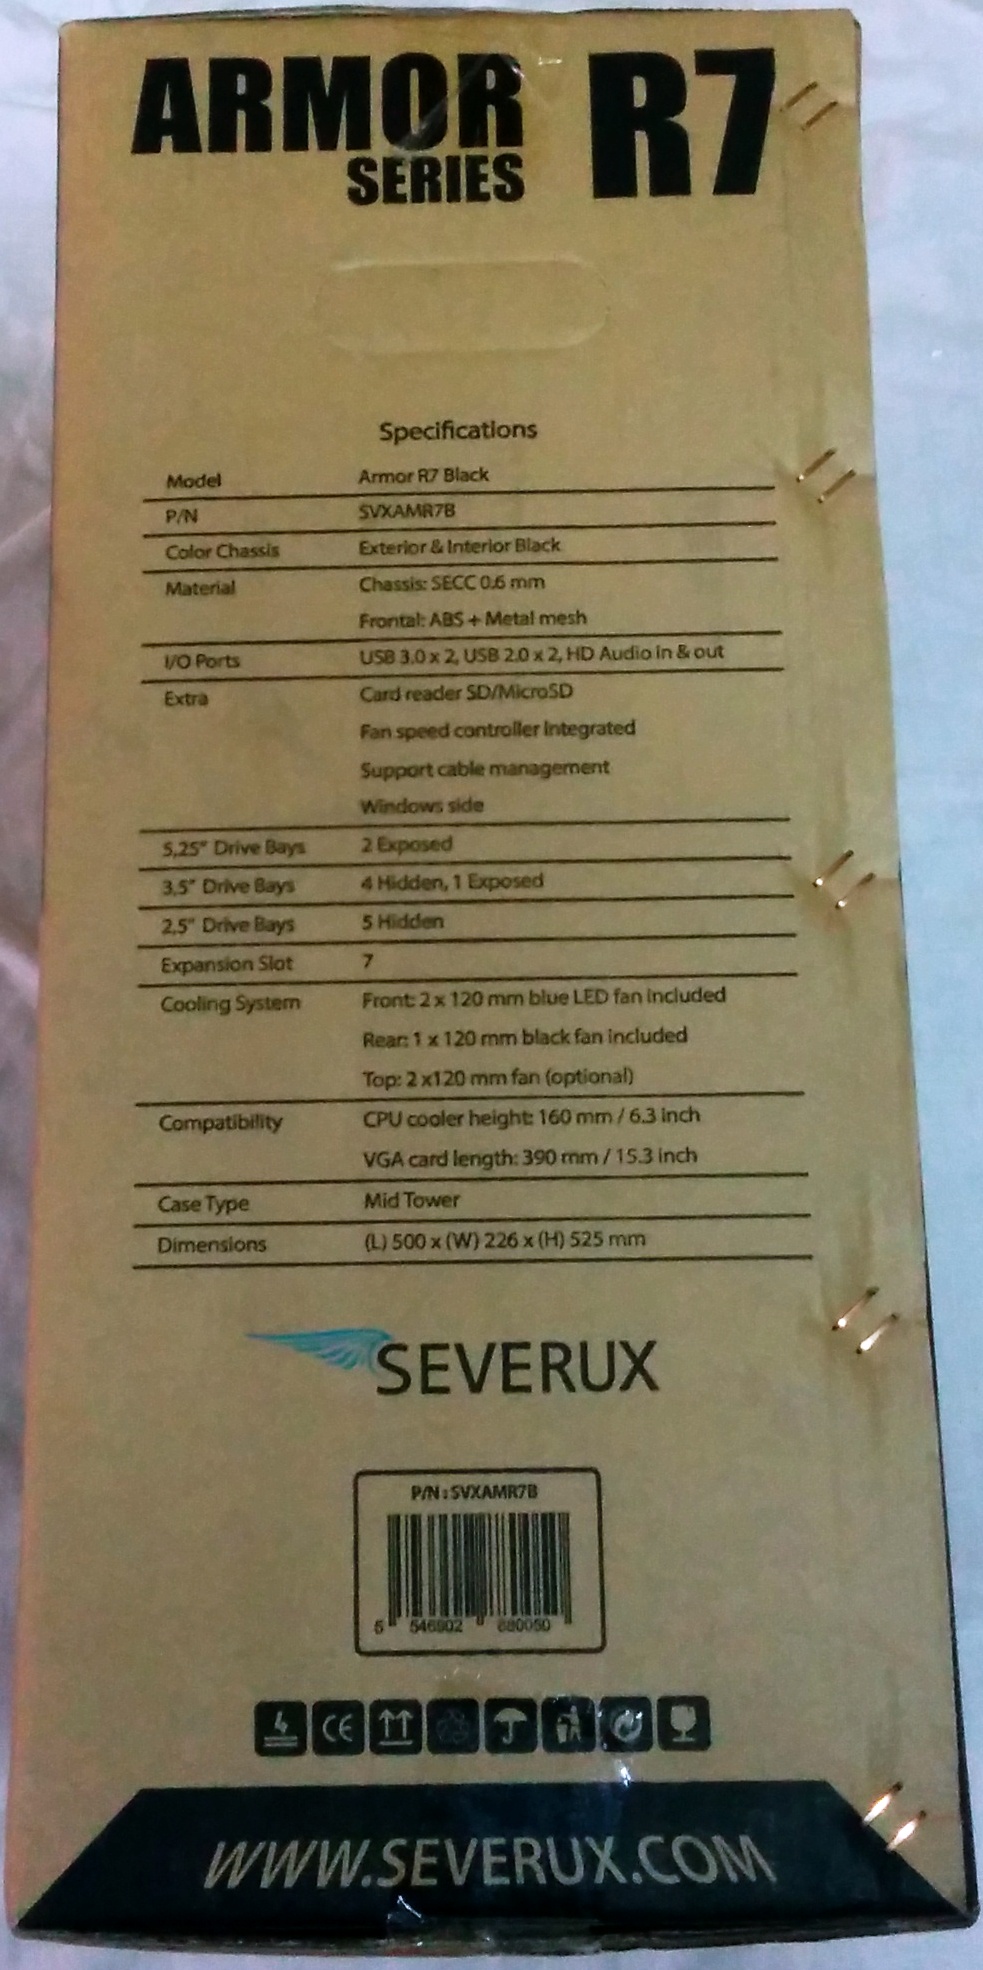 ARMOR R7
SERIES
Specifications
Model Armor R7 Black
P/N SVXAMR7B
Color Chassis Exterior & Interior Black
Material Chassis: SECC 0.6 mm
Frontal: ABS + Metal mesh
I/O Ports USB 3.0 x 2, USB 2.0 x 2, HD Audio in & out
Extra Card reader SD/MicroSD
Fan speed controller integrated
Support cable management
Windows side
5,25" Drive Bays 2 Exposed
3,5" Drive Bays 4 Hidden, 1 Exposed
2,5" Drive Bays 5 Hidden
Expansion Slot 7
Cooling System Front: 2 x 120 mm blue LED fan included
Rear: 1 x 120 mm black fan included
Top: 2 x120 mm fan (optional)
Compatibility CPU cooler height: 160 mm / 6.3 inch
VGA card length: 390 mm / 15.3 inch
Case Type Mid Tower
Dimensions (L) 500 x (W) 226 x (H) 525 mm
SEVERUX
P/N : SVXAMR7B
5 546902 680050
4 CE
WWW.SEVERUX.COM